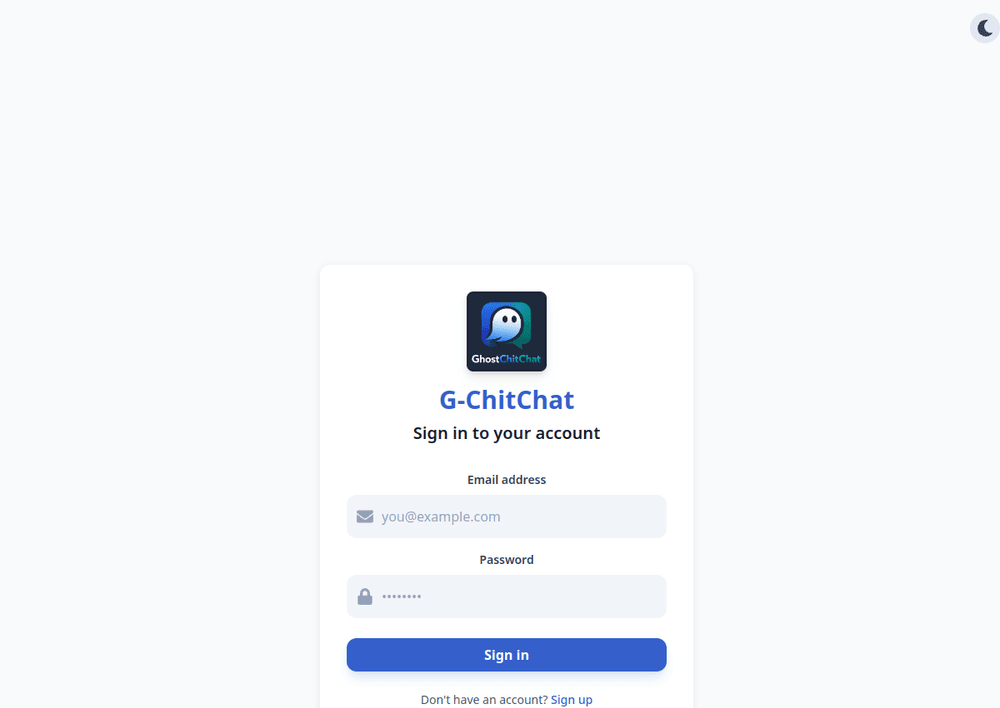 GhostChitChat
G-ChitChat
Sign in to your account
Email address
you@example.com
Password
••••••••
Sign in
Don't have an account? Sign up